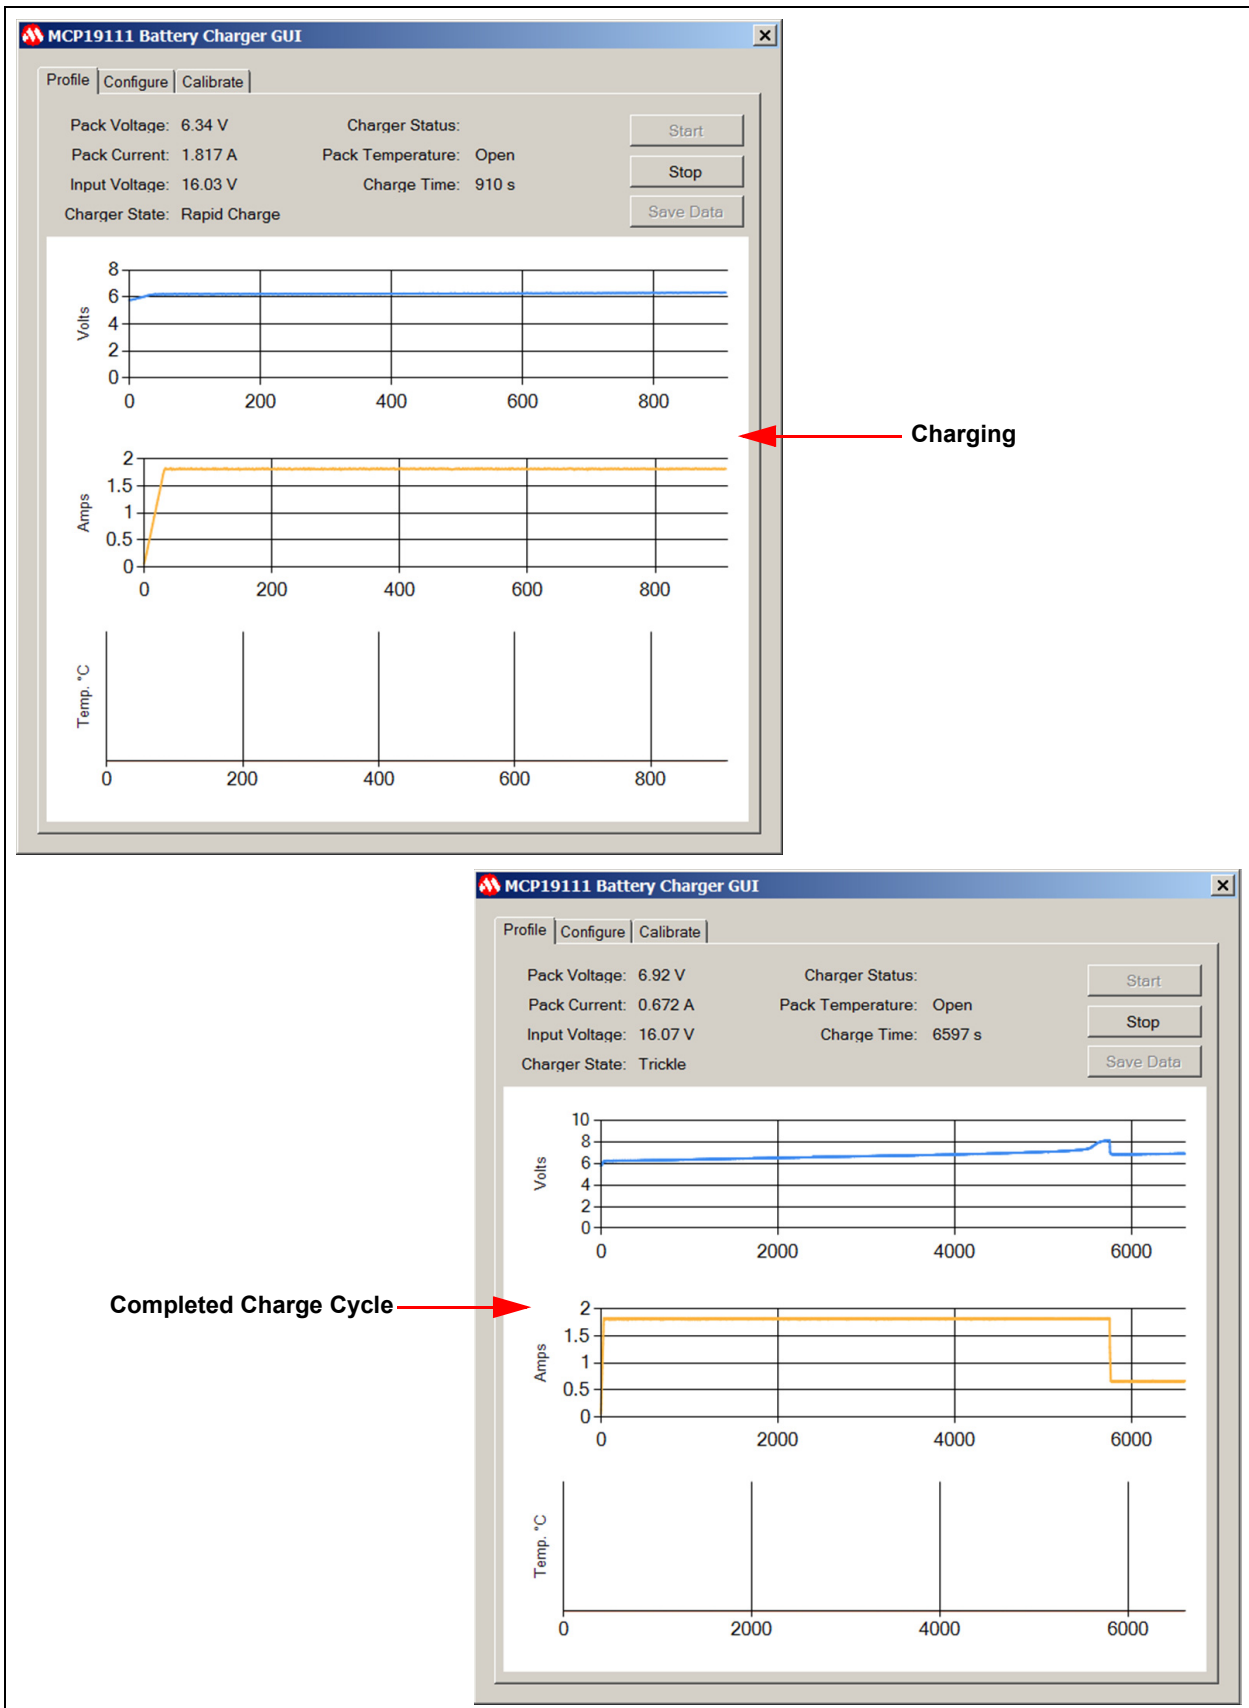 MCP19111 Battery Charger GUI
Profile Configure Calibrate
Pack Voltage: 6.34 V Charger Status: Start
Pack Current: 1.817 A Pack Temperature: Open Stop
Input Voltage: 16.03 V Charge Time: 910 s
Charger State: Rapid Charge Save Data
8
6
4
2
0
Volts
0 200 400 600 800
Charging
2
1.5
1
0.5
0
Amps
0 200 400 600 800
Temp. °C
0 200 400 600 800
MCP19111 Battery Charger GUI
Profile Configure Calibrate
Pack Voltage: 6.92 V Charger Status: Start
Pack Current: 0.672 A Pack Temperature: Open Stop
Input Voltage: 16.07 V Charge Time: 6597 s
Charger State: Trickle Save Data
10
8
6
4
2
0
Volts
0 2000 4000 6000
Completed Charge Cycle
2
1.5
1
0.5
0
Amps
0 2000 4000 6000
Temp. °C
0 2000 4000 6000